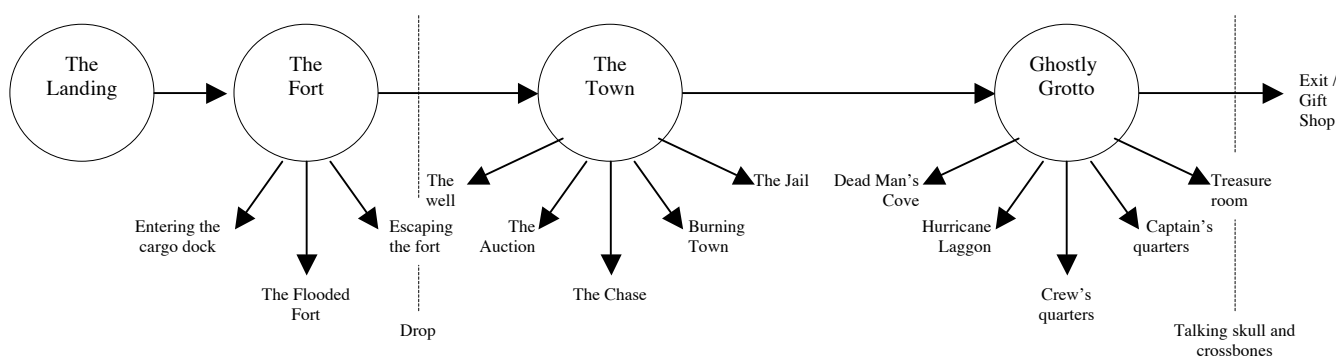 The
Landing
The
Fort
The
Town
Ghostly
Grotto
Exit /
Gift
Shop
Entering the
cargo dock
The Flooded
Fort
Escaping
the fort
Drop
The
well
The
Auction
The Chase
Burning
Town
The Jail
Dead Man's
Cove
Hurricane
Laggon
Crew's
quarters
Captain's
quarters
Treasure
room
Talking skull and
crossbones